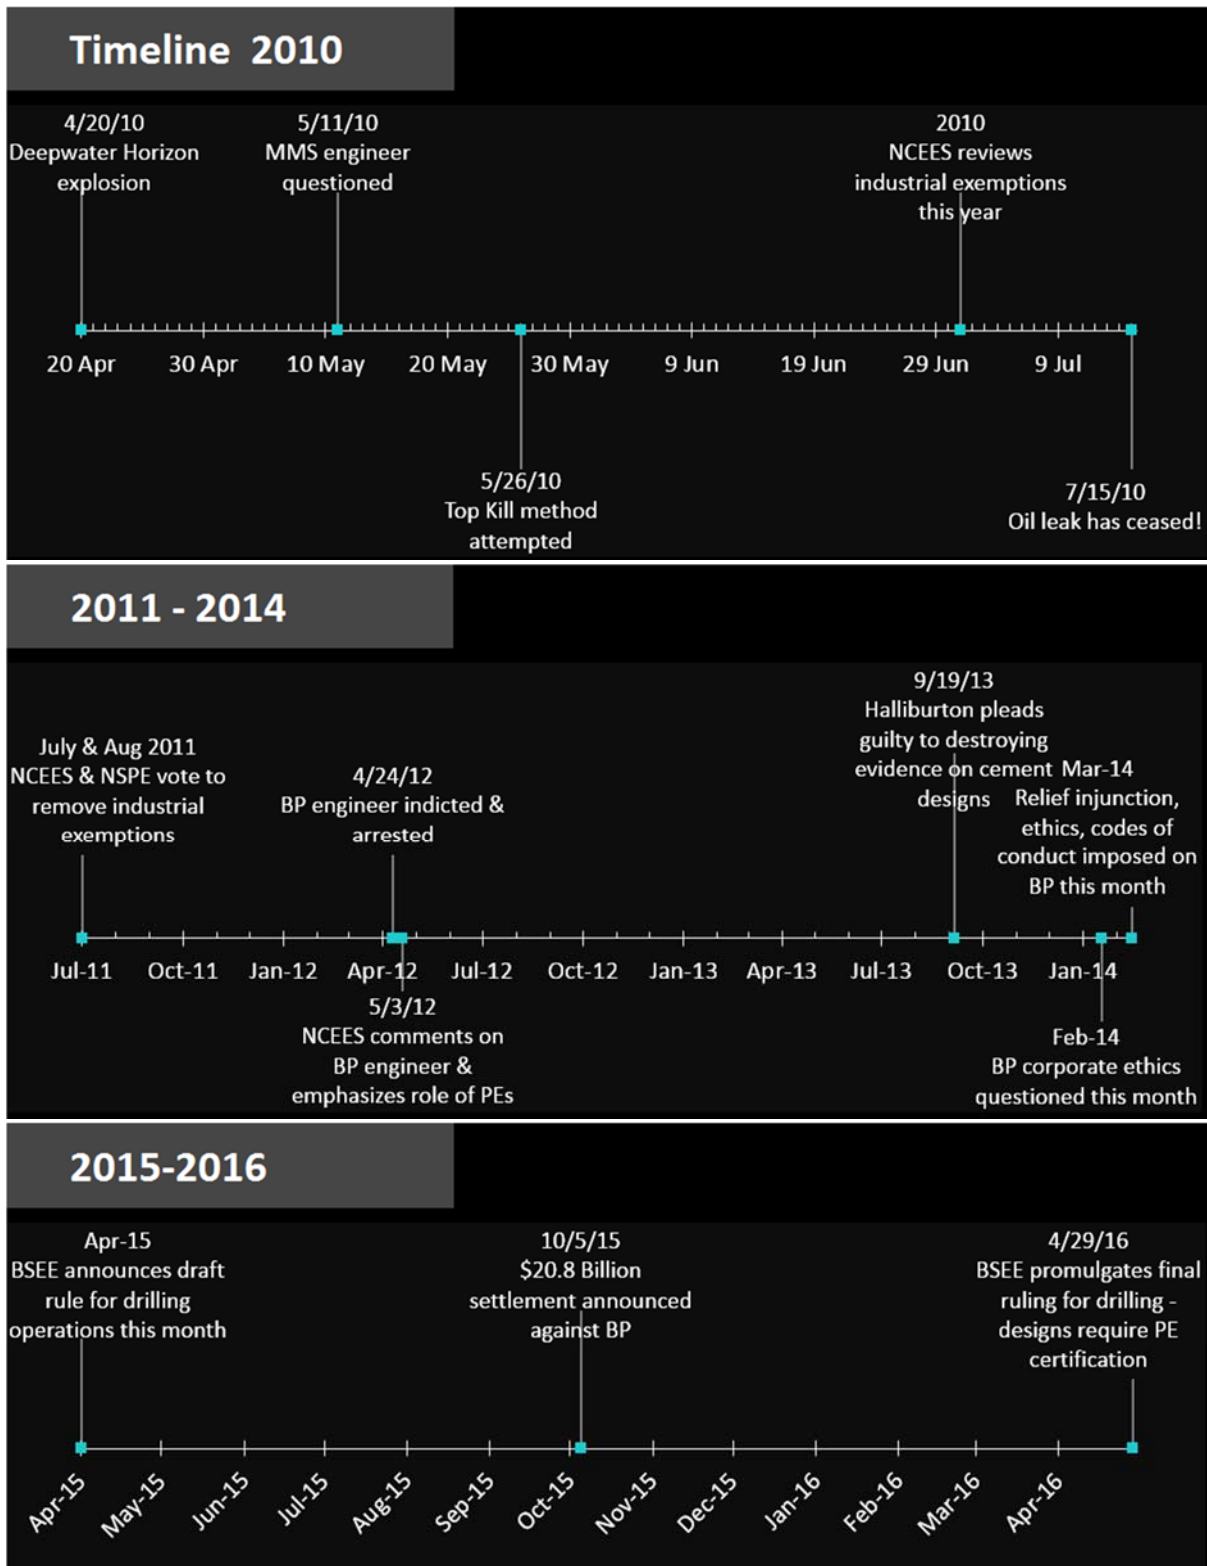 Timeline 2010
4/20/10
Deepwater Horizon
explosion
5/11/10
MMS engineer
questioned
2010
NCEES reviews
industrial exemptions
this year
20 Apr
30 Apr
10 May
20 May
30 May
9 Jun
19 Jun
29 Jun
9 Jul
5/26/10
Top Kill method
attempted
7/15/10
Oil leak has ceased!
2011 - 2014
July & Aug 2011
NCEES & NSPE vote to
remove industrial
exemptions
4/24/12
BP engineer indicted &
arrested
9/19/13
Halliburton pleads
guilty to destroying
evidence on cement
designs
Mar-14
Relief injunction,
ethics, codes of
conduct imposed on
BP this month
Jul-11
Oct-11
Jan-12
Apr-12
Jul-12
Oct-12
Jan-13
Apr-13
Jul-13
Oct-13
Jan-14
5/3/12
NCEES comments on
BP engineer &
emphasizes role of PEs
Feb-14
BP corporate ethics
questioned this month
2015-2016
Apr-15
BSEE announces draft
rule for drilling
operations this month
10/5/15
$20.8 Billion
settlement announced
against BP
4/29/16
BSEE promulgates final
ruling for drilling -
designs require PE
certification
Apr-15
May-15
Jun-15
Jul-15
Aug-15
Sep-15
Oct-15
Nov-15
Dec-15
Jan-16
Feb-16
Mar-16
Apr-16